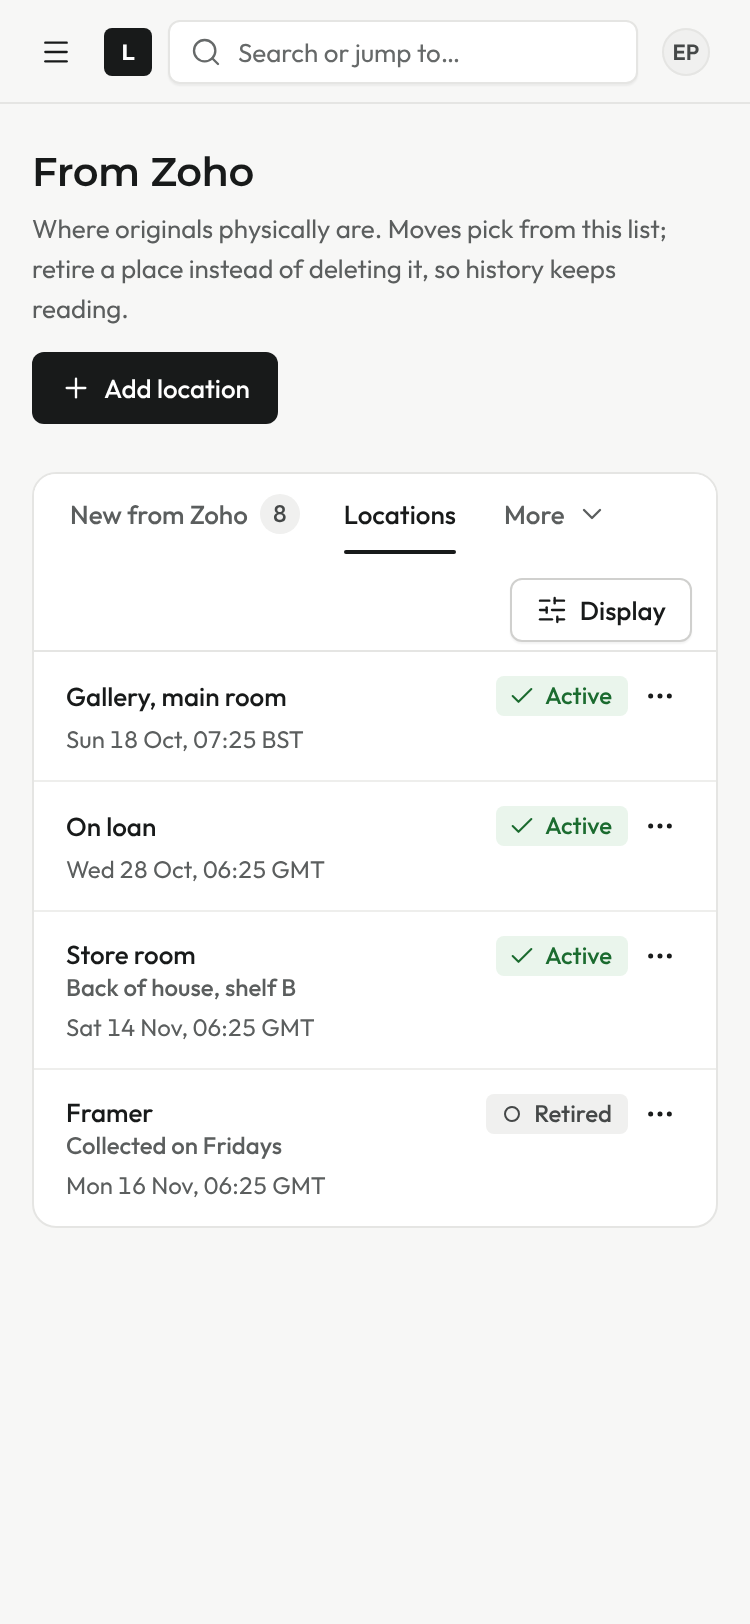 L
Search or jump to...
EP
From Zoho
Where originals physically are. Moves pick from this list;
retire a place instead of deleting it, so history keeps
reading.
Add location
New from Zoho 8
Locations
More
Display
Gallery, main room
Active
Sun 18 Oct, 07:25 BST
On loan
Active
Wed 28 Oct, 06:25 GMT
Store room
Active
Back of house, shelf B
Sat 14 Nov, 06:25 GMT
Framer
Retired
Collected on Fridays
Mon 16 Nov, 06:25 GMT